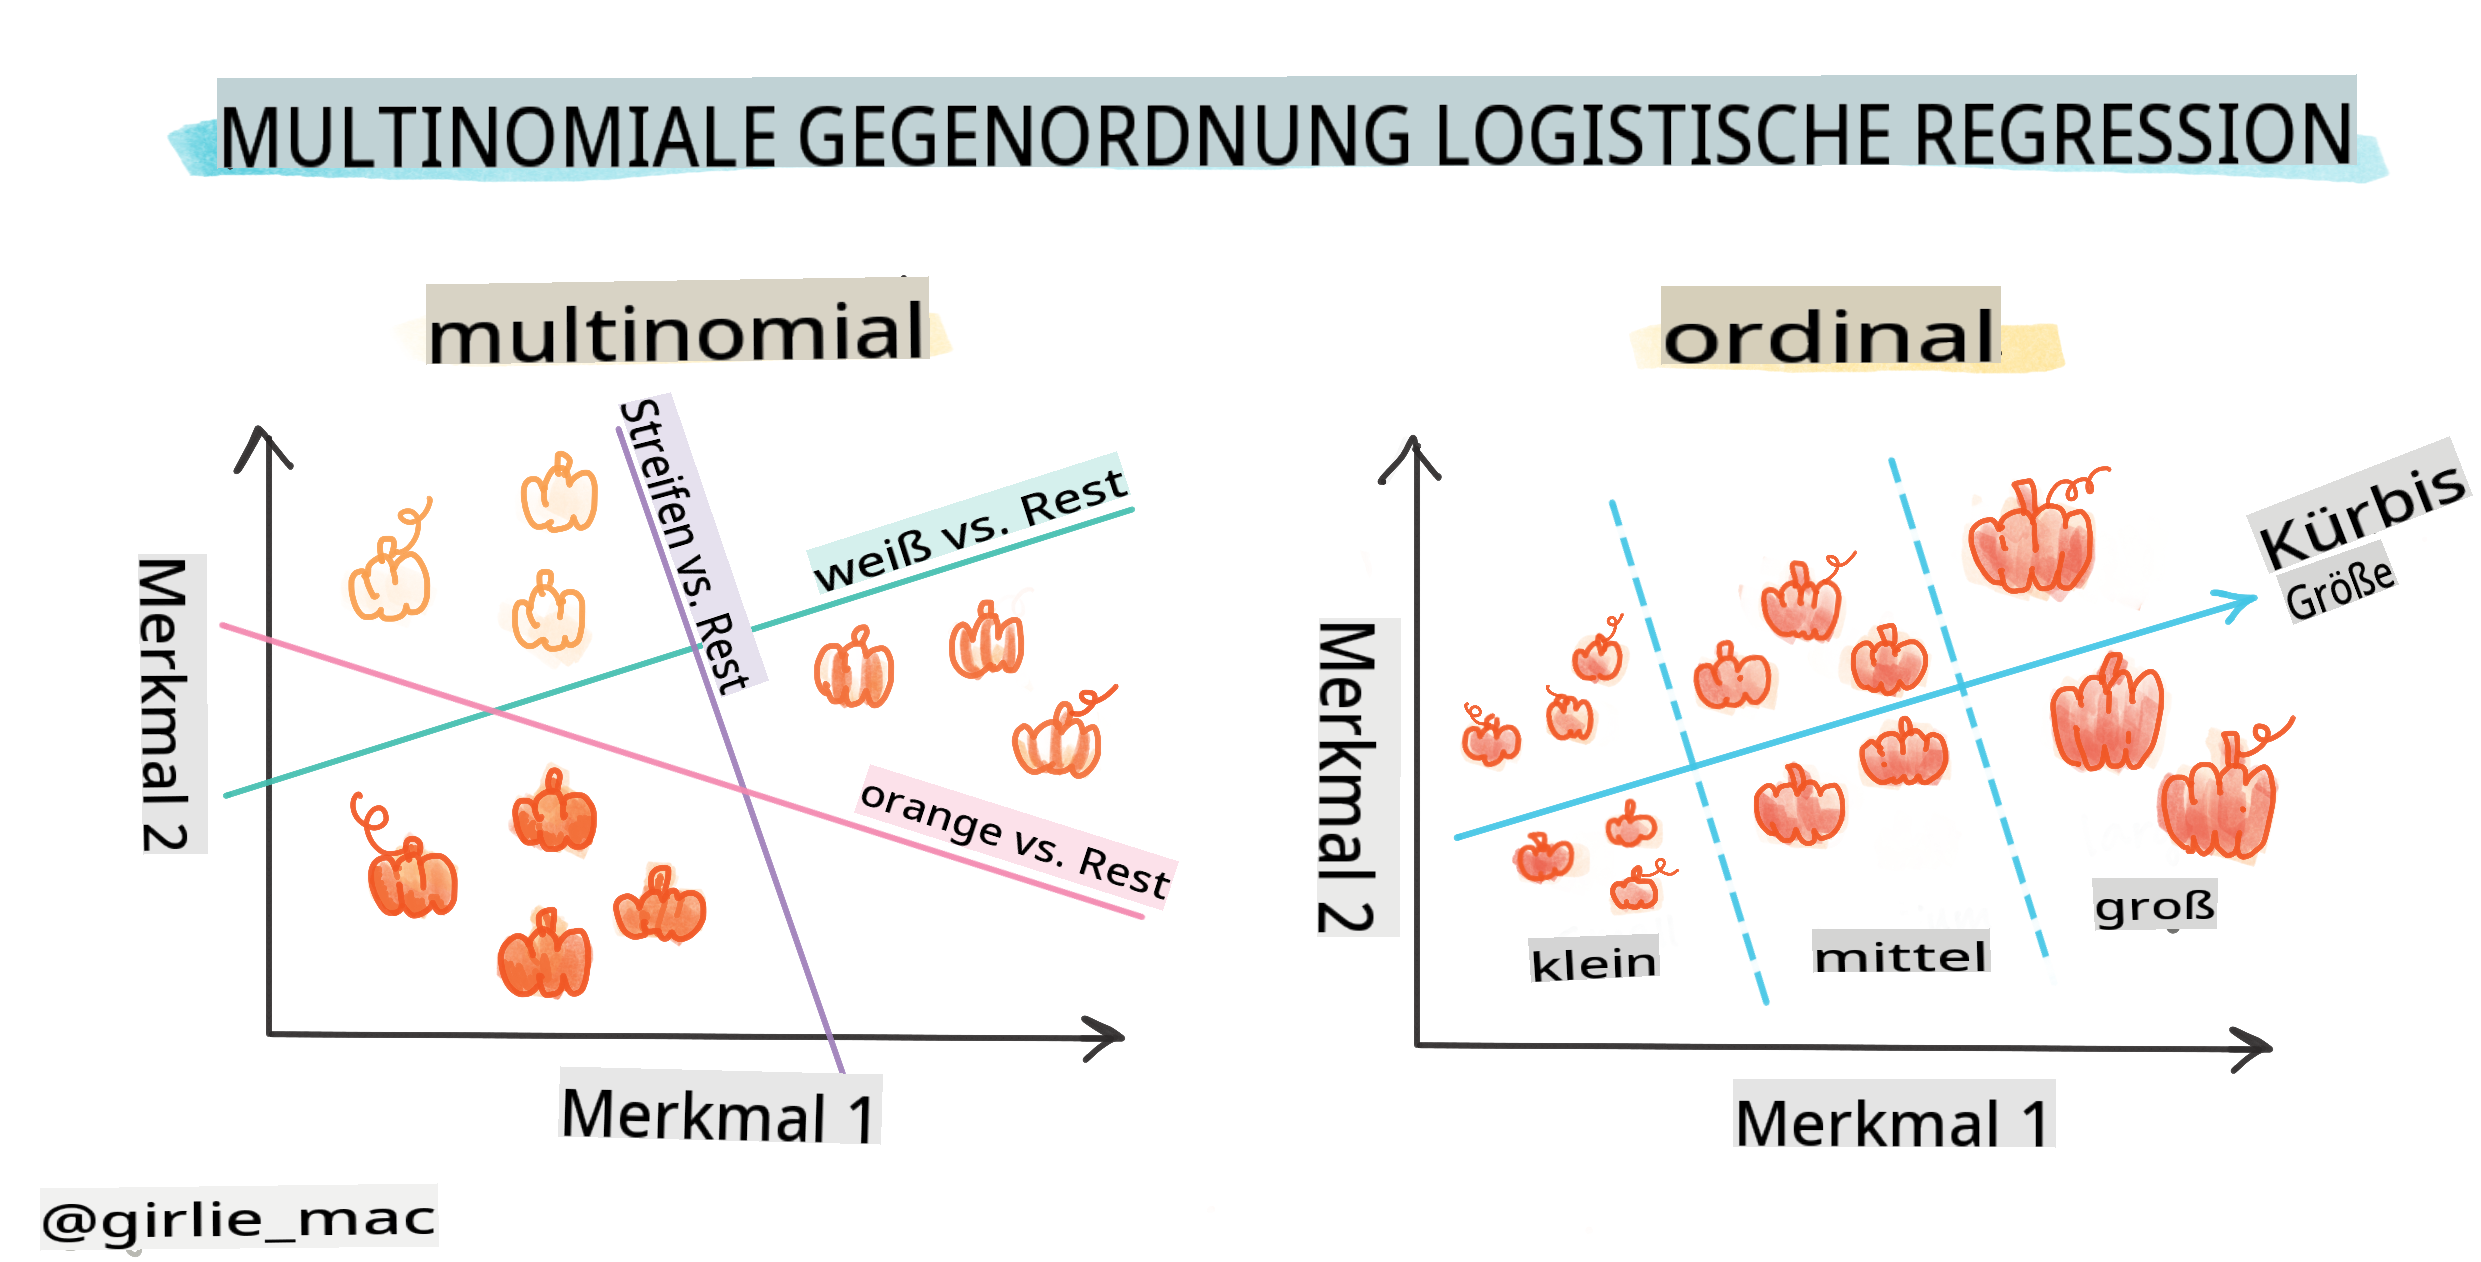 MULTINOMIALE GEGENORDNUNG LOGISTISCHE REGRESSION
multinomial
Streifen vs. Rest
weiß vs. Rest
orange vs. Rest
Merkmal 2
Merkmal 1
ordinal
Kürbis
Größe
Merkmal 2
klein
mittel
groß
Merkmal 1
@girlie_mac